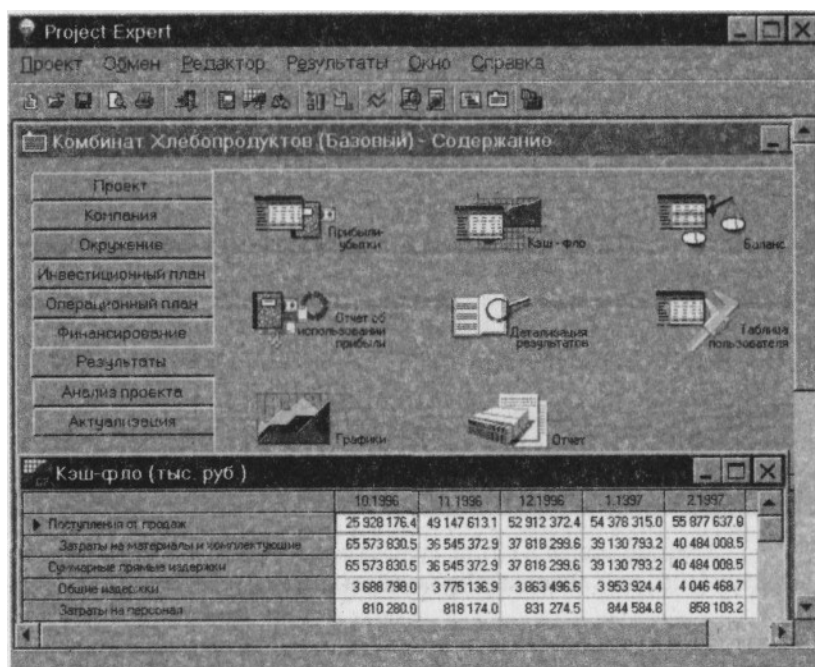 Project Expert
Проект Обмен Редактор Результаты Окно Справка
Комбинат Хлебопродуктов (Базовый) - Содержание
Проект
Компания
Окружение
Инвестиционный план
Операционный план
Финансирование
Результаты
Анализ проекта
Актуализация
Прибыли-
убытки
Кэш-фло
Баланс
Отчет об
использовании
прибыли
Детализация
результатов
Таблица
пользователя
Графики
Отчет
Кэш-фло (тыс. руб.)
10.1996 11.1996 12.1996 1.1997 2.1997
Поступления от продаж 25 928 176.4 49 147 613.1 52 912 372.4 54 378 315.0 55 877 637.8
Затраты на материалы и комплектующие 65 573 830.5 36 545 372.9 37 818 299.6 39 130 793.2 40 484 008.5
Суммарные прямые издержки 65 573 830.5 36 545 372.9 37 818 299.6 39 130 793.2 40 484 008.5
Общие издержки 3 688 798.0 3 775 136.9 3 863 496.6 3 953 924.4 4 046 468.7
Затраты на персонал 810 280.0 818 174.0 831 274.5 844 584.8 858 108.2